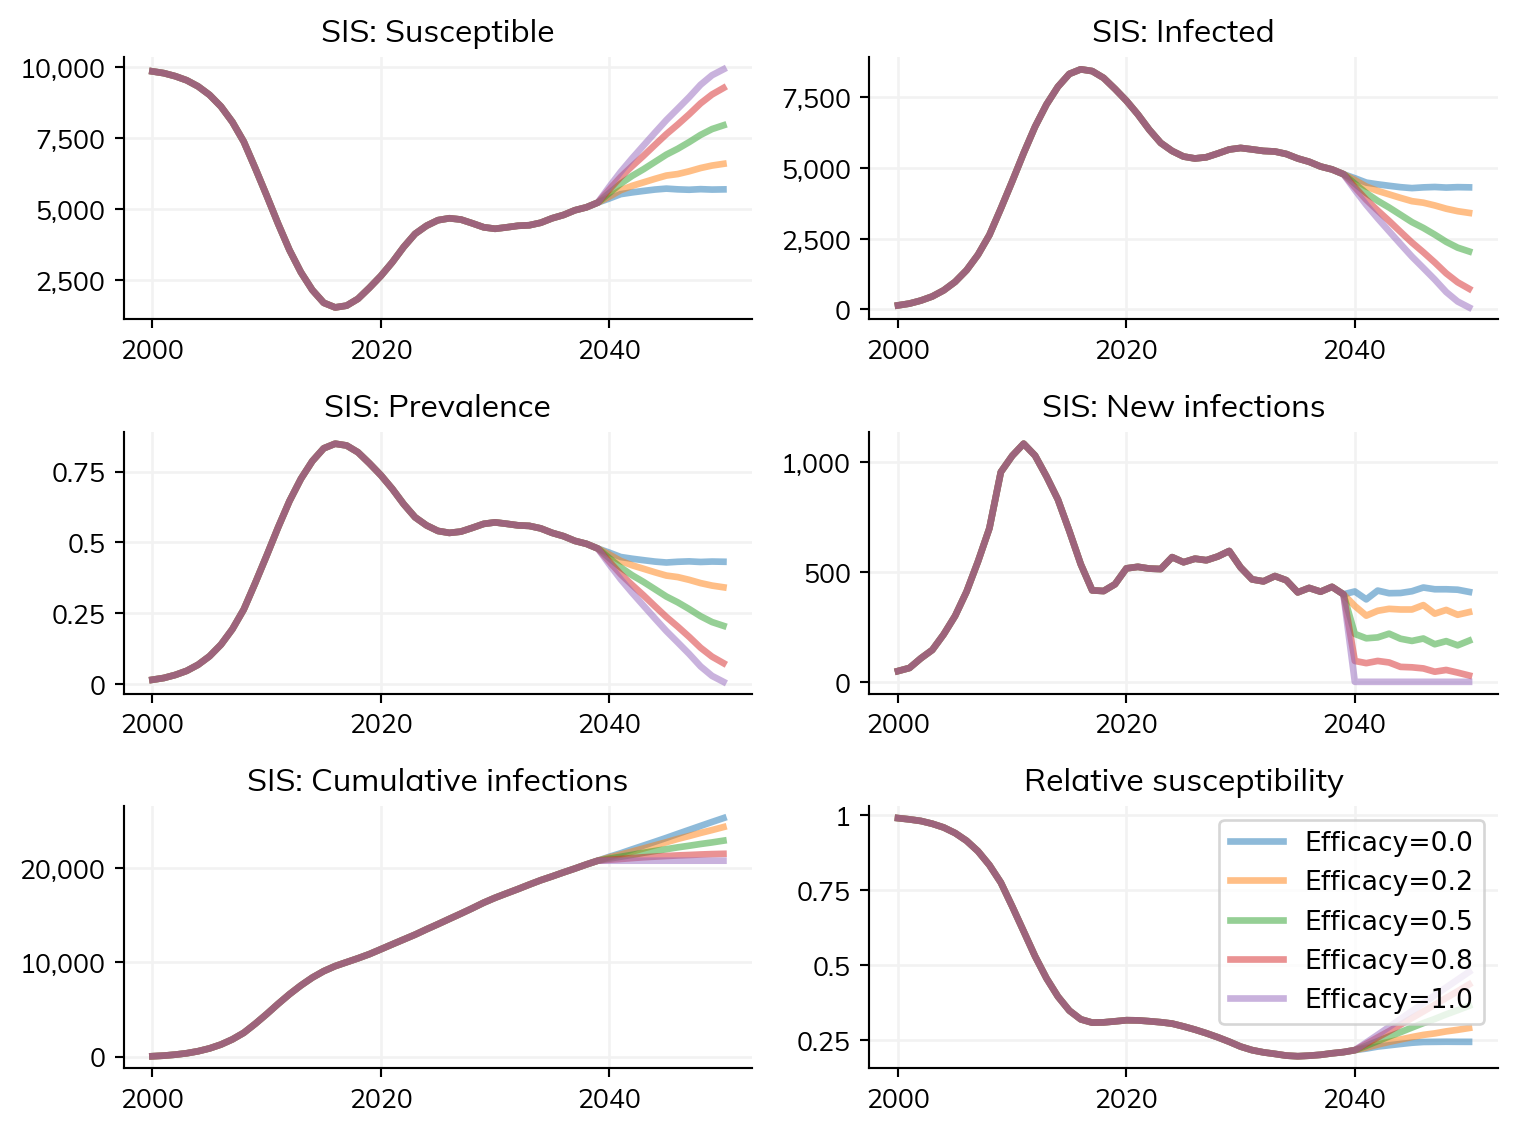 SIS: Susceptible
10,000
7,500
5,000
2,500
2000 2020 2040
SIS: Infected
7,500
5,000
2,500
0
2000 2020 2040
SIS: Prevalence
0.75
0.5
0.25
0
2000 2020 2040
SIS: New infections
1,000
500
0
2000 2020 2040
SIS: Cumulative infections
20,000
10,000
0
2000 2020 2040
Relative susceptibility
1
0.75
0.5
0.25
2000 2020 2040
Efficacy=0.0
Efficacy=0.2
Efficacy=0.5
Efficacy=0.8
Efficacy=1.0